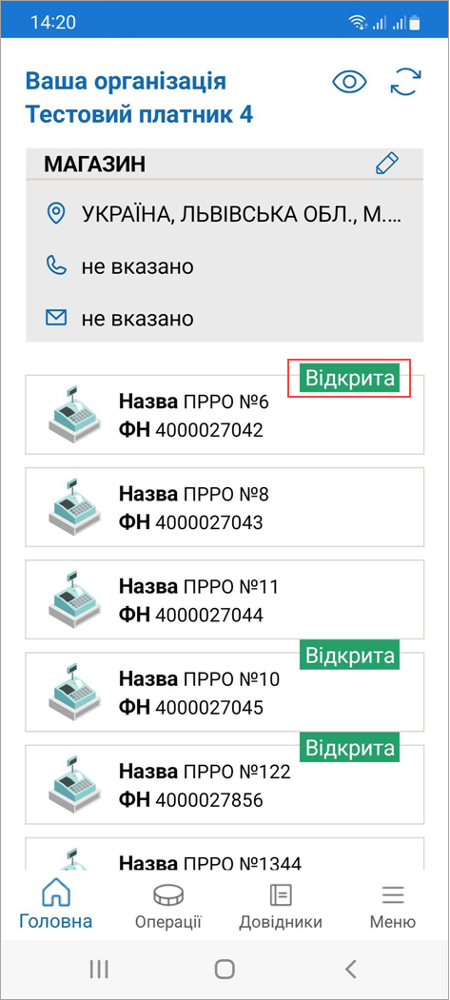 14:20
Ваша організація
Тестовий платник 4
МАГАЗИН
УКРАЇНА, ЛЬВІВСЬКА ОБЛ., М....
не вказано
не вказано
Відкрита
Назва ПРРО №6
ФН 4000027042
Назва ПРРО №8
ФН 4000027043
Назва ПРРО №11
ФН 4000027044
Відкрита
Назва ПРРО №10
ФН 4000027045
Відкрита
Назва ПРРО №122
ФН 4000027856
Назва ПРРО №1344
Головна
Операції
Довідники
Меню